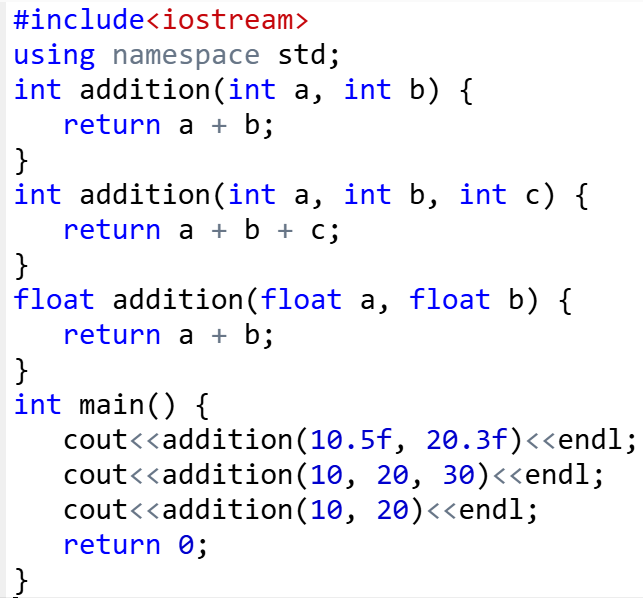 #include<iostream>
using namespace std;
int addition(int a, int b) {
   return a + b;
}
int addition(int a, int b, int c) {
   return a + b + c;
}
float addition(float a, float b) {
   return a + b;
}
int main() {
   cout<<addition(10.5f, 20.3f)<<endl;
   cout<<addition(10, 20, 30)<<endl;
   cout<<addition(10, 20)<<endl;
   return 0;
}